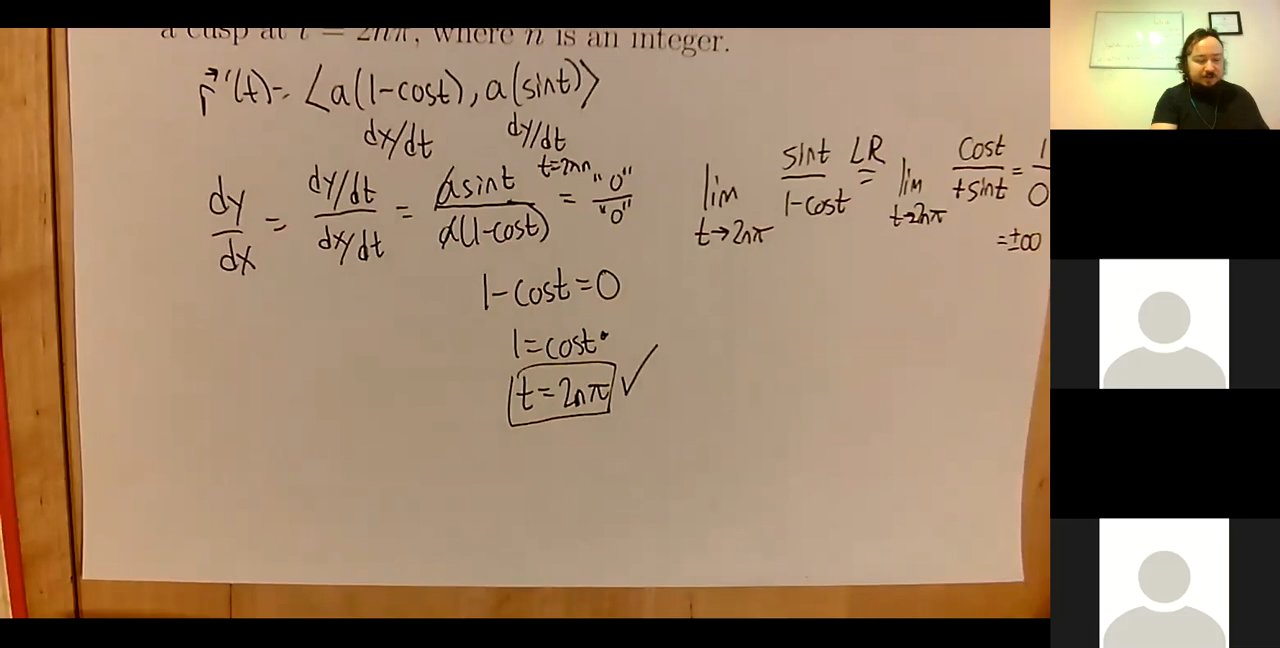 a cusp at t = 2nπ, where n is an integer.
r⃗'(t) = ⟨a(1-cost), a(sint)⟩
dx/dt dy/dt
dy/dx = (dy/dt)/(dx/dt) = (a sint)/(a(1-cost)) = "0"/"0"
lim t→2nπ sint/(1-cost) LR= lim t→2nπ cost/+sint = 1/0
= ±∞
1-cost=0
1=cost
t=2nπ ✓